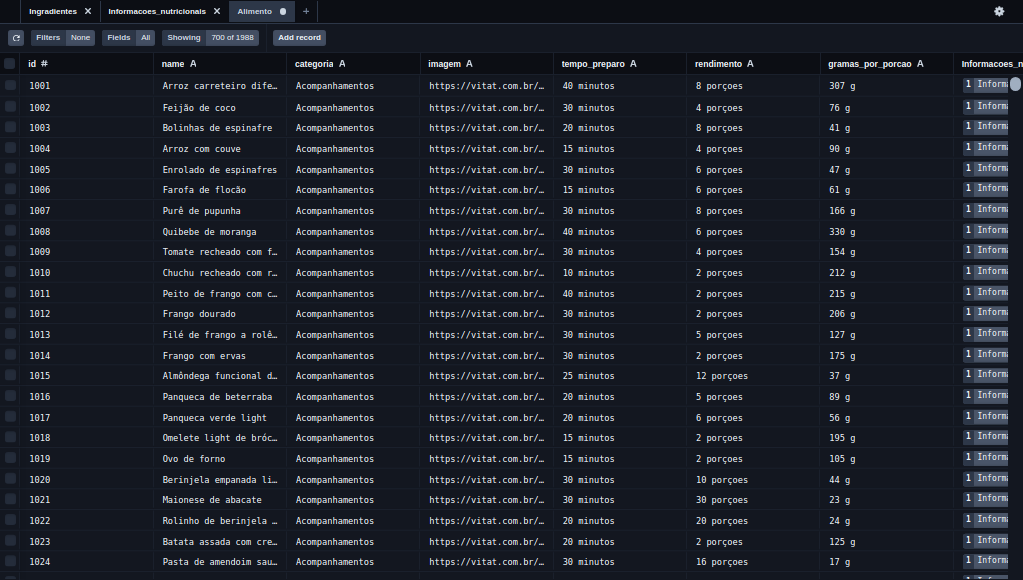 Ingredientes ✕ Informacoes_nutricionais ✕ Alimento +
Filters None Fields All Showing 700 of 1988 Add record
id # name A categoria A imagem A tempo_preparo A rendimento A gramas_por_porcao A Informacoes_n
1001 Arroz carreteiro dife… Acompanhamentos https://vitat.com.br/… 40 minutos 8 porçoes 307 g 1 Informa
1002 Feijão de coco Acompanhamentos https://vitat.com.br/… 30 minutos 4 porçoes 76 g 1 Informa
1003 Bolinhas de espinafre Acompanhamentos https://vitat.com.br/… 20 minutos 8 porçoes 41 g 1 Informa
1004 Arroz com couve Acompanhamentos https://vitat.com.br/… 15 minutos 4 porçoes 90 g 1 Informa
1005 Enrolado de espinafres Acompanhamentos https://vitat.com.br/… 30 minutos 6 porçoes 47 g 1 Informa
1006 Farofa de flocão Acompanhamentos https://vitat.com.br/… 15 minutos 6 porçoes 61 g 1 Informa
1007 Purê de pupunha Acompanhamentos https://vitat.com.br/… 30 minutos 8 porçoes 166 g 1 Informa
1008 Quibebe de moranga Acompanhamentos https://vitat.com.br/… 40 minutos 6 porçoes 330 g 1 Informa
1009 Tomate recheado com f… Acompanhamentos https://vitat.com.br/… 30 minutos 4 porçoes 154 g 1 Informa
1010 Chuchu recheado com r… Acompanhamentos https://vitat.com.br/… 10 minutos 2 porçoes 212 g 1 Informa
1011 Peito de frango com c… Acompanhamentos https://vitat.com.br/… 40 minutos 2 porçoes 215 g 1 Informa
1012 Frango dourado Acompanhamentos https://vitat.com.br/… 30 minutos 2 porçoes 206 g 1 Informa
1013 Filé de frango a rolê… Acompanhamentos https://vitat.com.br/… 30 minutos 5 porçoes 127 g 1 Informa
1014 Frango com ervas Acompanhamentos https://vitat.com.br/… 30 minutos 2 porçoes 175 g 1 Informa
1015 Almôndega funcional d… Acompanhamentos https://vitat.com.br/… 25 minutos 12 porçoes 37 g 1 Informa
1016 Panqueca de beterraba Acompanhamentos https://vitat.com.br/… 20 minutos 5 porçoes 89 g 1 Informa
1017 Panqueca verde light Acompanhamentos https://vitat.com.br/… 20 minutos 6 porçoes 56 g 1 Informa
1018 Omelete light de bróc… Acompanhamentos https://vitat.com.br/… 15 minutos 2 porçoes 195 g 1 Informa
1019 Ovo de forno Acompanhamentos https://vitat.com.br/… 15 minutos 2 porçoes 105 g 1 Informa
1020 Berinjela empanada li… Acompanhamentos https://vitat.com.br/… 30 minutos 10 porçoes 44 g 1 Informa
1021 Maionese de abacate Acompanhamentos https://vitat.com.br/… 30 minutos 30 porçoes 23 g 1 Informa
1022 Rolinho de berinjela … Acompanhamentos https://vitat.com.br/… 20 minutos 20 porçoes 24 g 1 Informa
1023 Batata assada com cre… Acompanhamentos https://vitat.com.br/… 20 minutos 2 porçoes 125 g 1 Informa
1024 Pasta de amendoim sau… Acompanhamentos https://vitat.com.br/… 30 minutos 16 porçoes 17 g 1 Informa